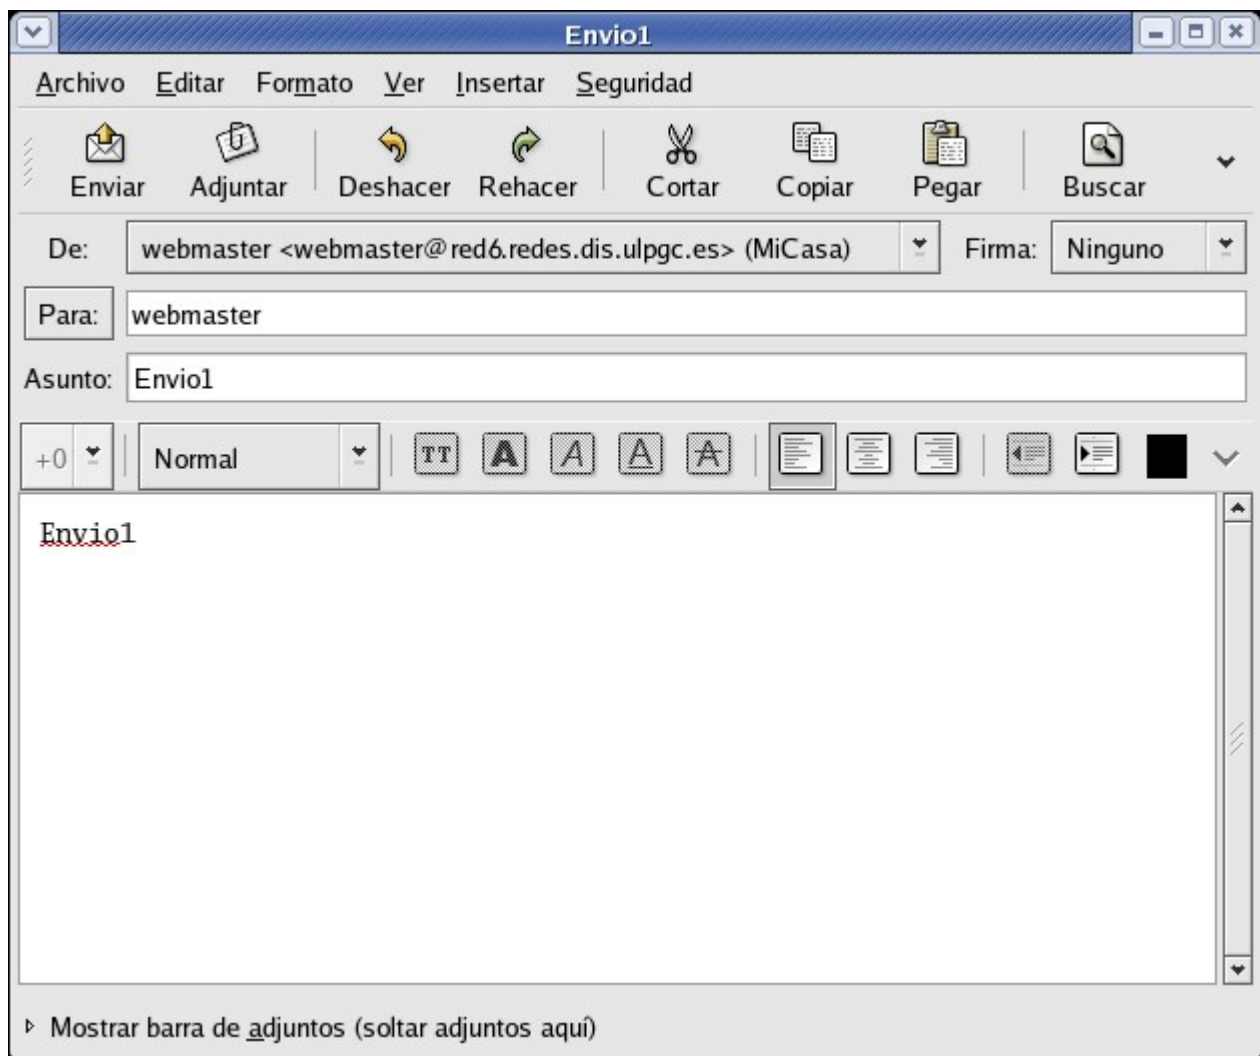 Envio1
Archivo Editar Formato Ver Insertar Seguridad
Enviar Adjuntar Deshacer Rehacer Cortar Copiar Pegar Buscar
De: webmaster <webmaster@red6.redes.dis.ulpgc.es> (MiCasa) Firma: Ninguno
Para: webmaster
Asunto: Envio1
+0 Normal TT A A A A
Envio1
Mostrar barra de adjuntos (soltar adjuntos aquí)